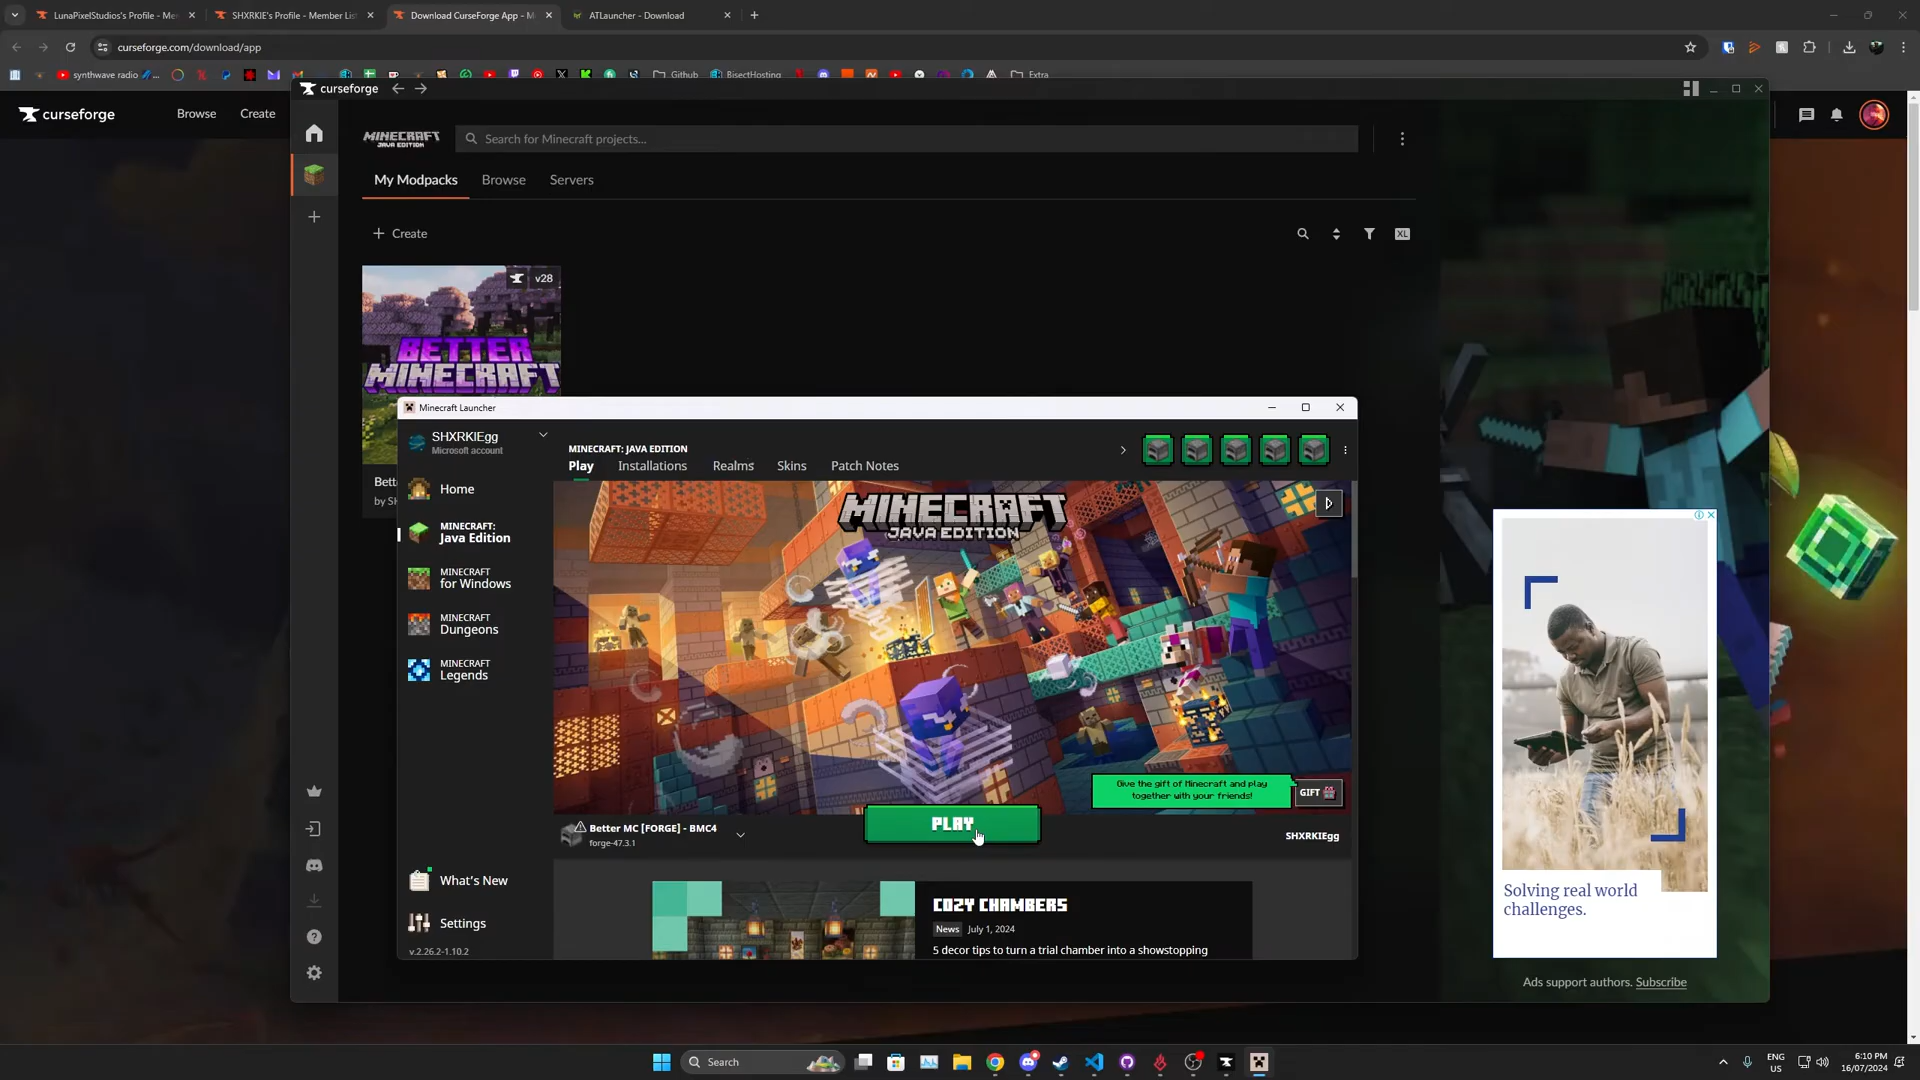 LunaPixelStudios's Profile - Me
SHXRKIE's Profile - Member Lis
Download CurseForge App - M
ATLauncher - Download
curseforge.com/download/app
synthwave radio
Github
BisectHosting
Extra
curseforge
Browse
Create
curseforge
MINECRAFT
JAVA EDITION
Search for Minecraft projects...
My Modpacks
Browse
Servers
Create
XL
v28
BETTER
MINECRAFT
Bett
by SH
Minecraft Launcher
SHXRKIEgg
Microsoft account
Home
MINECRAFT:
Java Edition
MINECRAFT
for Windows
MINECRAFT
Dungeons
MINECRAFT
Legends
What's New
Settings
v.2.26.2-1.10.2
MINECRAFT: JAVA EDITION
Play
Installations
Realms
Skins
Patch Notes
MINECRAFT
JAVA EDITION
Give the gift of Minecraft and play
together with your friends!
GIFT
Better MC [FORGE] - BMC4
forge-47.3.1
PLAY
SHXRKIEgg
COZY CHAMBERS
News
July 1, 2024
5 decor tips to turn a trial chamber into a showstopping
Solving real world
challenges.
Ads support authors. Subscribe
Search
ENG
US
6:10 PM
16/07/2024